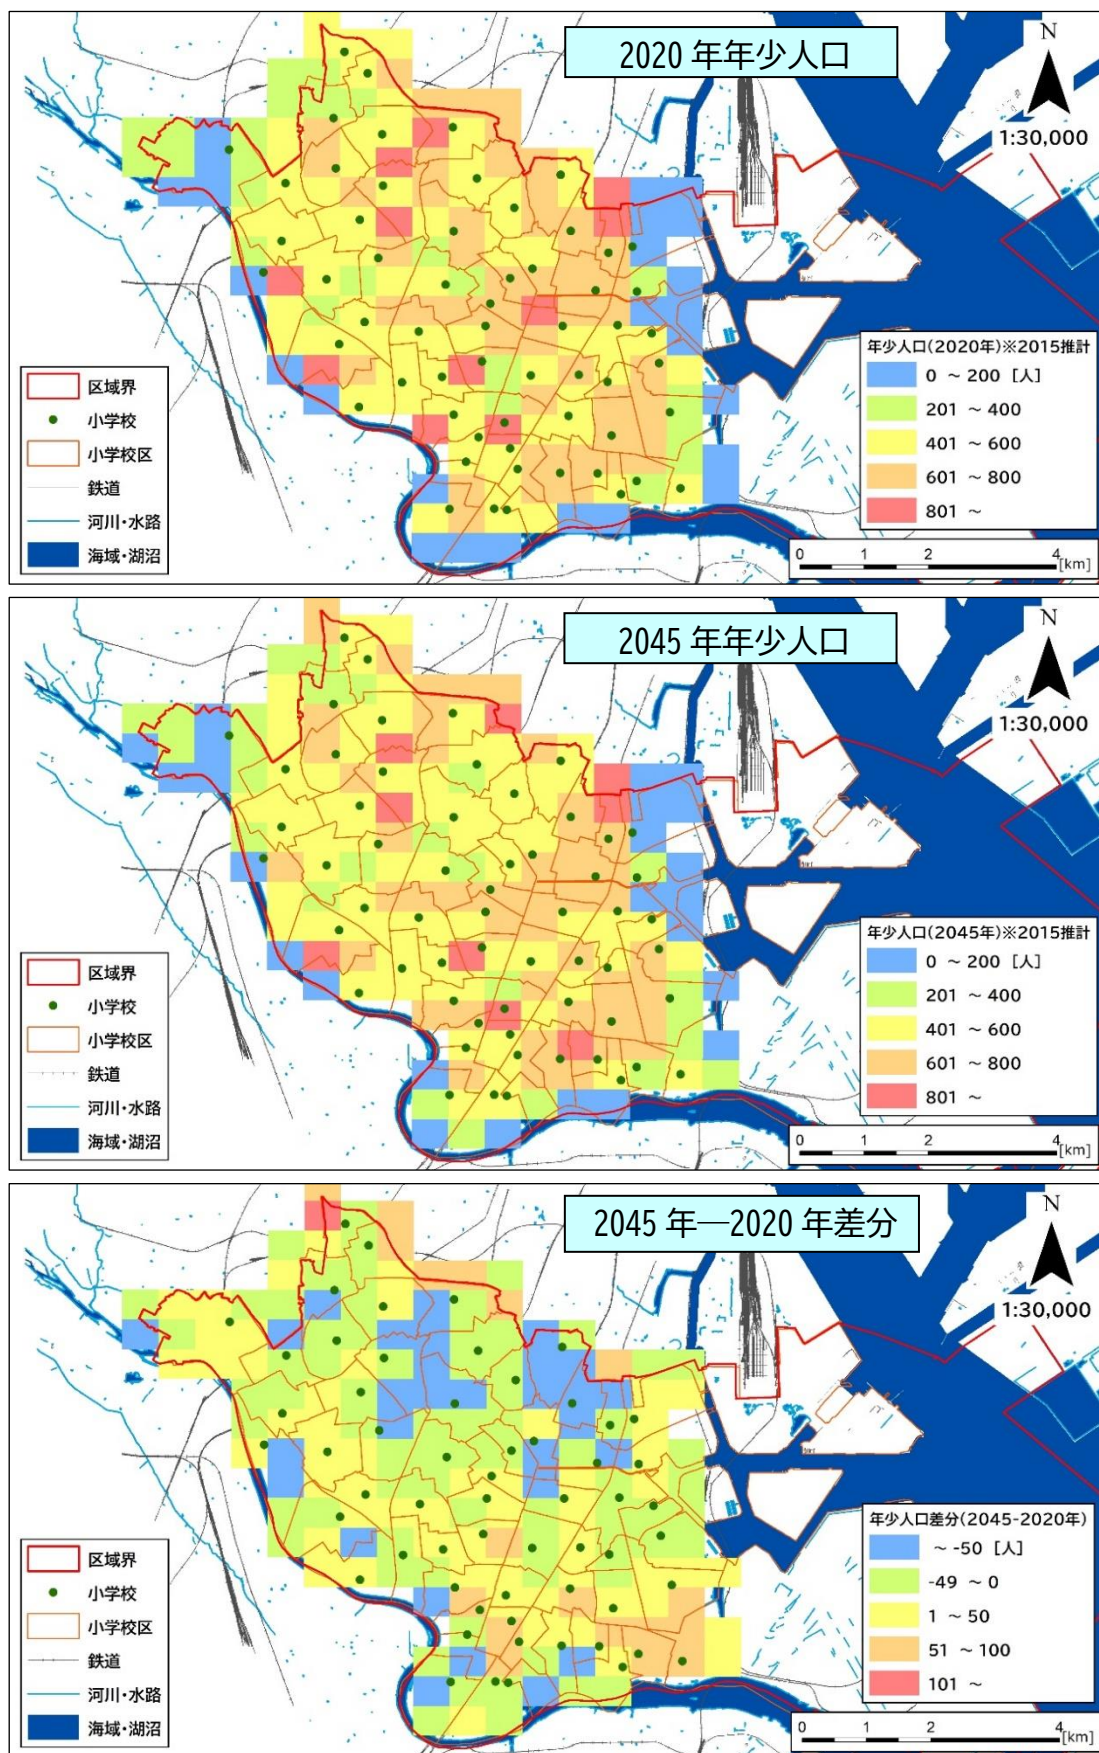 2020 年年少人口
N
1:30,000
年少人口(2020年)※2015推計
0 ~ 200 [人]
201 ~ 400
401 ~ 600
601 ~ 800
801 ~
区域界
小学校
小学校区
鉄道
河川・水路
海域・湖沼
0 1 2 4
[km]
2045 年年少人口
N
1:30,000
年少人口(2045年)※2015推計
0 ~ 200 [人]
201 ~ 400
401 ~ 600
601 ~ 800
801 ~
区域界
小学校
小学校区
鉄道
河川・水路
海域・湖沼
0 1 2 4
[km]
2045 年―2020 年差分
N
1:30,000
年少人口差分(2045-2020年)
~ -50 [人]
-49 ~ 0
1 ~ 50
51 ~ 100
101 ~
区域界
小学校
小学校区
鉄道
河川・水路
海域・湖沼
0 1 2 4
[km]